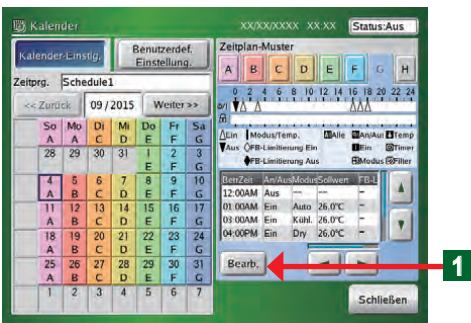 Kalender
XX/XX/XXXX XX:XX
Status:Aus
Kalender-Einstlg.
Benutzerdef. Einstellung.
Zeitprg. Schedule1
<< Zurück 09 / 2015 Weiter >>
So Mo Di Mi Do Fr Sa
A B C D E F G
28 29 30 31 1 2 3
E F G
4 5 6 7 8 9 10
A B C D E F G
11 12 13 14 15 16 17
A B C D E F G
18 19 20 21 22 23 24
A B C D E F G
25 26 27 28 29 30 31
A B C D E F G
1 2 3 4 5 6 7
Zeitplan-Muster
A B C D E F G H
0 2 4 6 8 10 12 14 16 18 20 22 24
△Ein | Modus/Temp. Alle An/Aus Temp
▼Aus ◇FB-Limitierung Ein Ein Timer
◆FB-Limitierung Aus Modus Filter
BetrZeit An/Aus Modus Sollwert FB-L
12:00AM Aus --- --- –
01:00AM Ein Auto 26.0°C –
03:00AM Ein Kühl. 26.0°C –
04:00PM Ein Dry 26.0°C –
Bearb.
1
Schließen